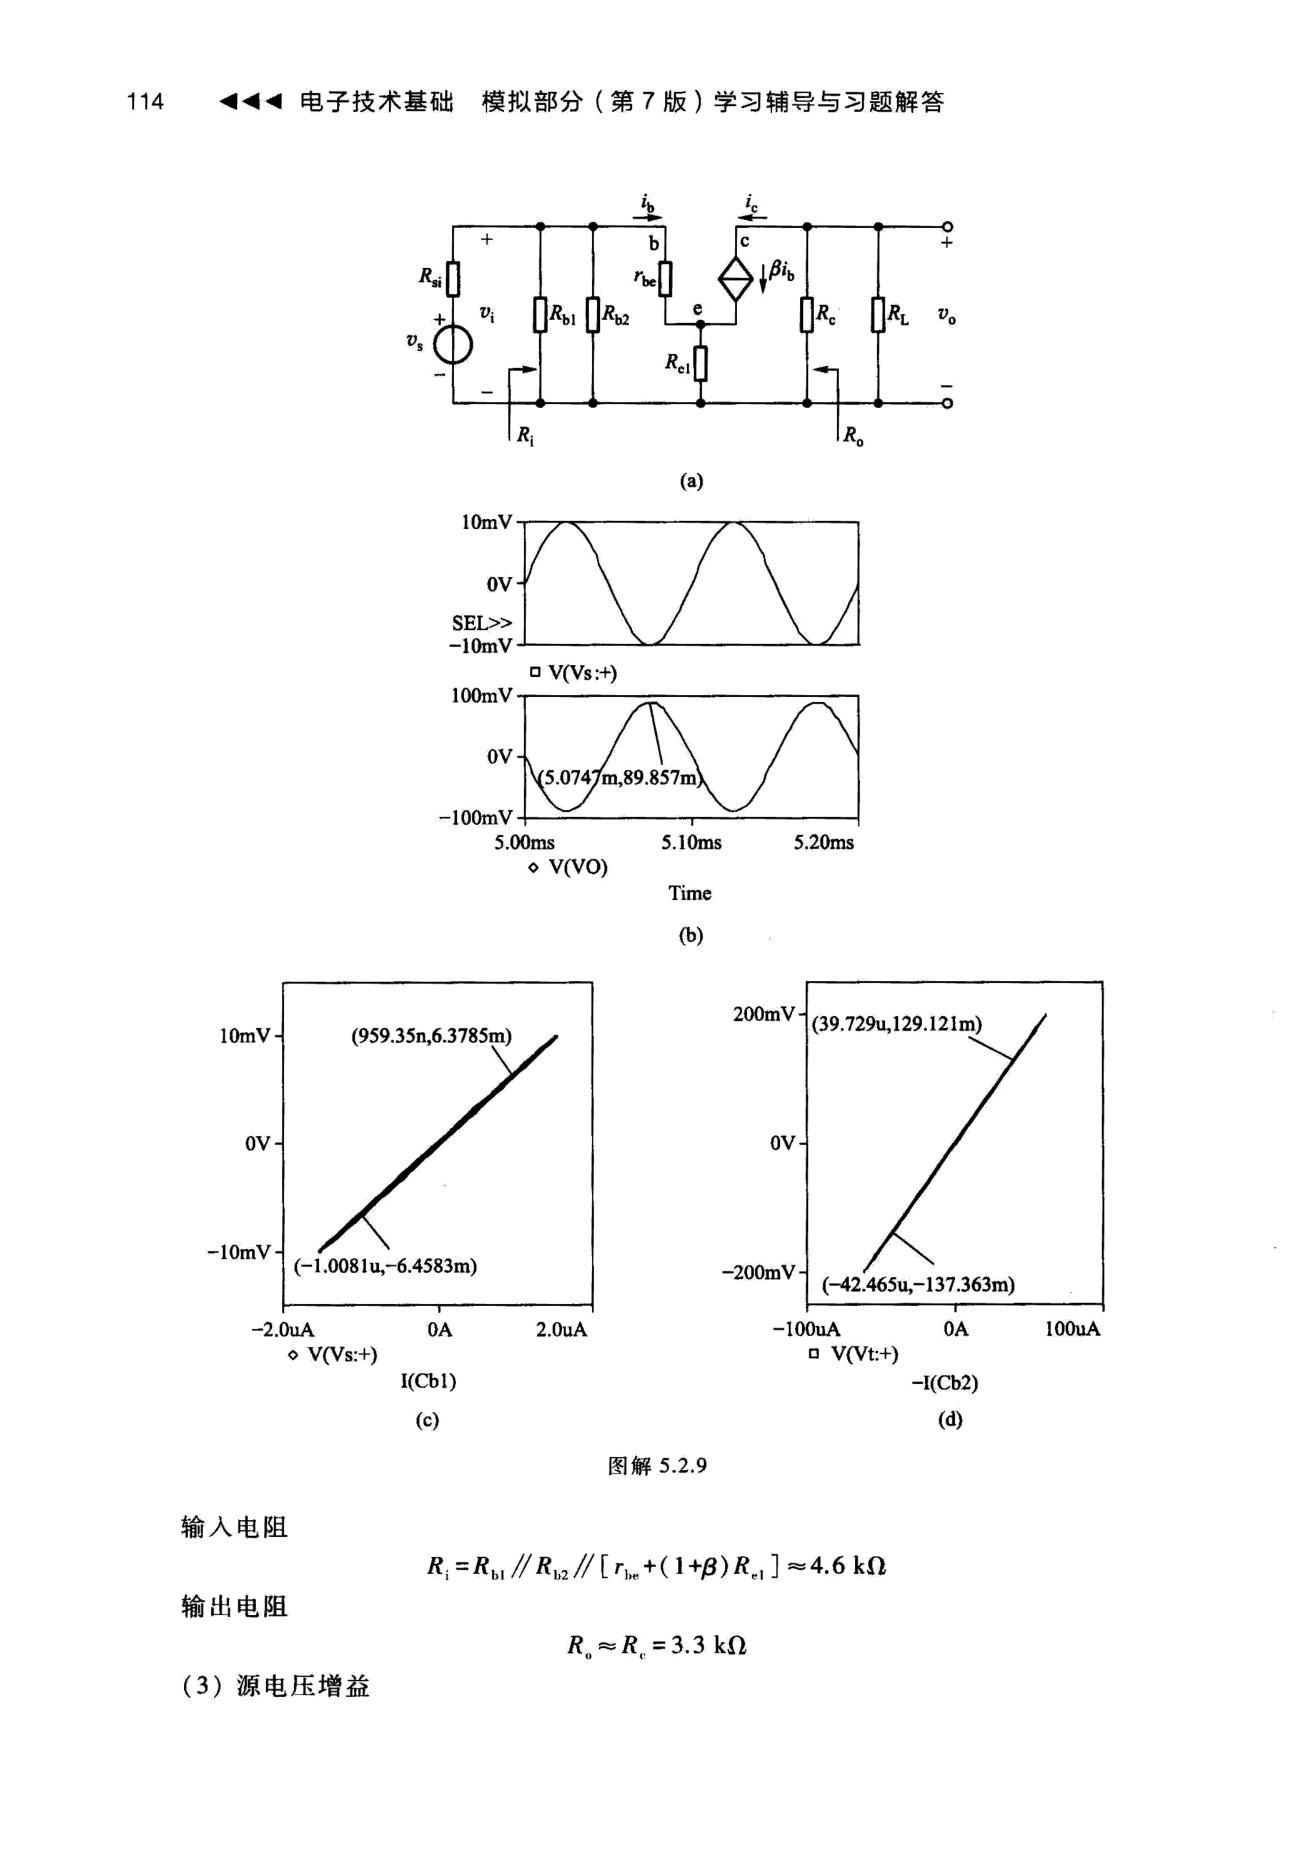 114 ◀◀◀ 电子技术基础 模拟部分(第7版)学习辅导与习题解答
i_b i_c
+ b c +
R_si r_be βi_b
+ v_i R_b1 R_b2 e R_c R_L v_o
v_s R_e1
− − −
R_i R_o
(a)
10mV
0V
SEL>>
−10mV
□ V(Vs:+)
100mV
0V
(5.0747m,89.857m)
−100mV
5.00ms 5.10ms 5.20ms
◇ V(VO)
Time
(b)
10mV (959.35n,6.3785m)
0V
−10mV (−1.0081u,−6.4583m)
−2.0uA 0A 2.0uA
◇ V(Vs:+)
I(Cb1)
(c)
200mV (39.729u,129.121m)
0V
−200mV (−42.465u,−137.363m)
−100uA 0A 100uA
□ V(Vt:+)
−I(Cb2)
(d)
图解 5.2.9
输入电阻
R_i=R_b1//R_b2//[r_be+(1+β)R_e1]≈4.6 kΩ
输出电阻
R_o≈R_c=3.3 kΩ
(3) 源电压增益